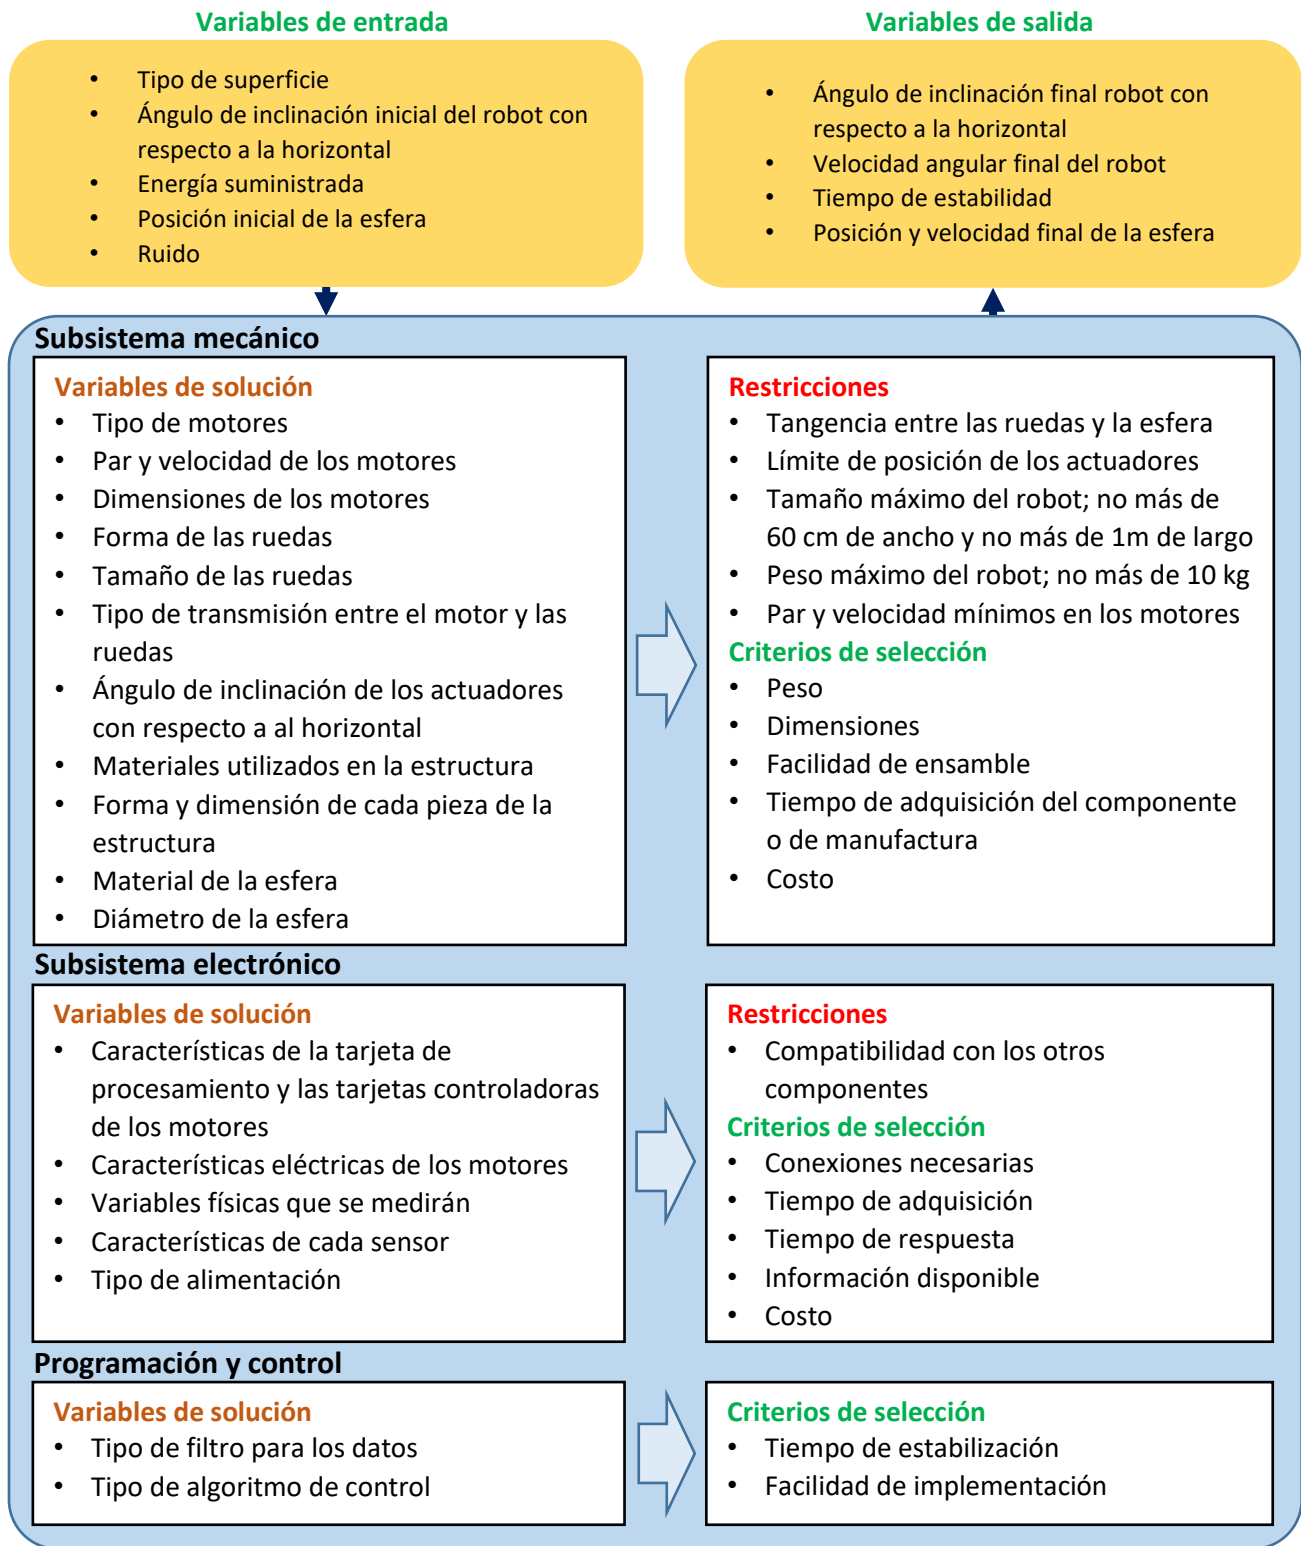 Variables de entrada
• Tipo de superficie
• Ángulo de inclinación inicial del robot con
respecto a la horizontal
• Energía suministrada
• Posición inicial de la esfera
• Ruido
Variables de salida
• Ángulo de inclinación final robot con
respecto a la horizontal
• Velocidad angular final del robot
• Tiempo de estabilidad
• Posición y velocidad final de la esfera
Subsistema mecánico
Variables de solución
• Tipo de motores
• Par y velocidad de los motores
• Dimensiones de los motores
• Forma de las ruedas
• Tamaño de las ruedas
• Tipo de transmisión entre el motor y las
ruedas
• Ángulo de inclinación de los actuadores
con respecto a al horizontal
• Materiales utilizados en la estructura
• Forma y dimensión de cada pieza de la
estructura
• Material de la esfera
• Diámetro de la esfera
Restricciones
• Tangencia entre las ruedas y la esfera
• Límite de posición de los actuadores
• Tamaño máximo del robot; no más de
60 cm de ancho y no más de 1m de largo
• Peso máximo del robot; no más de 10 kg
• Par y velocidad mínimos en los motores
Criterios de selección
• Peso
• Dimensiones
• Facilidad de ensamble
• Tiempo de adquisición del componente
o de manufactura
• Costo
Subsistema electrónico
Variables de solución
• Características de la tarjeta de
procesamiento y las tarjetas controladoras
de los motores
• Características eléctricas de los motores
• Variables físicas que se medirán
• Características de cada sensor
• Tipo de alimentación
Restricciones
• Compatibilidad con los otros
componentes
Criterios de selección
• Conexiones necesarias
• Tiempo de adquisición
• Tiempo de respuesta
• Información disponible
• Costo
Programación y control
Variables de solución
• Tipo de filtro para los datos
• Tipo de algoritmo de control
Criterios de selección
• Tiempo de estabilización
• Facilidad de implementación